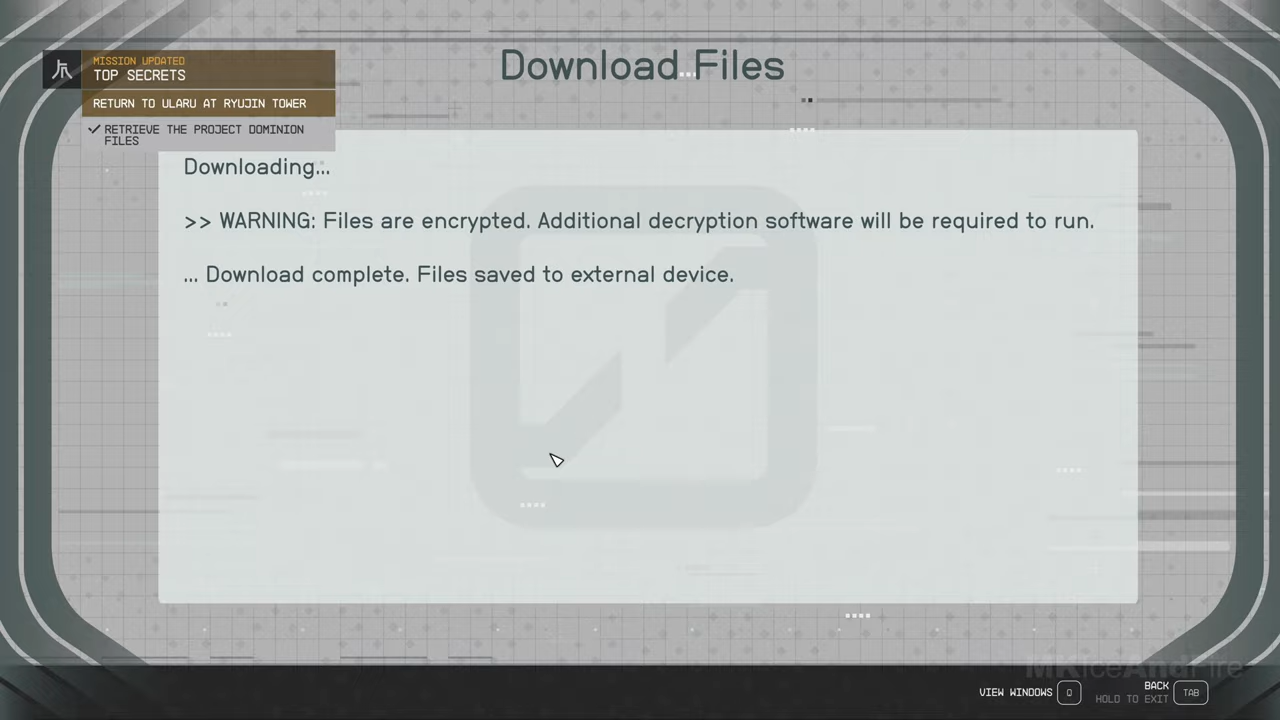 MISSION UPDATED
TOP SECRETS
RETURN TO ULARU AT RYUJIN TOWER
RETRIEVE THE PROJECT DOMINION
FILES
Download Files
Downloading...
>> WARNING: Files are encrypted. Additional decryption software will be required to run.
... Download complete. Files saved to external device.
MKIceAndFire
VIEW WINDOWS Q
BACK
HOLD TO EXIT TAB